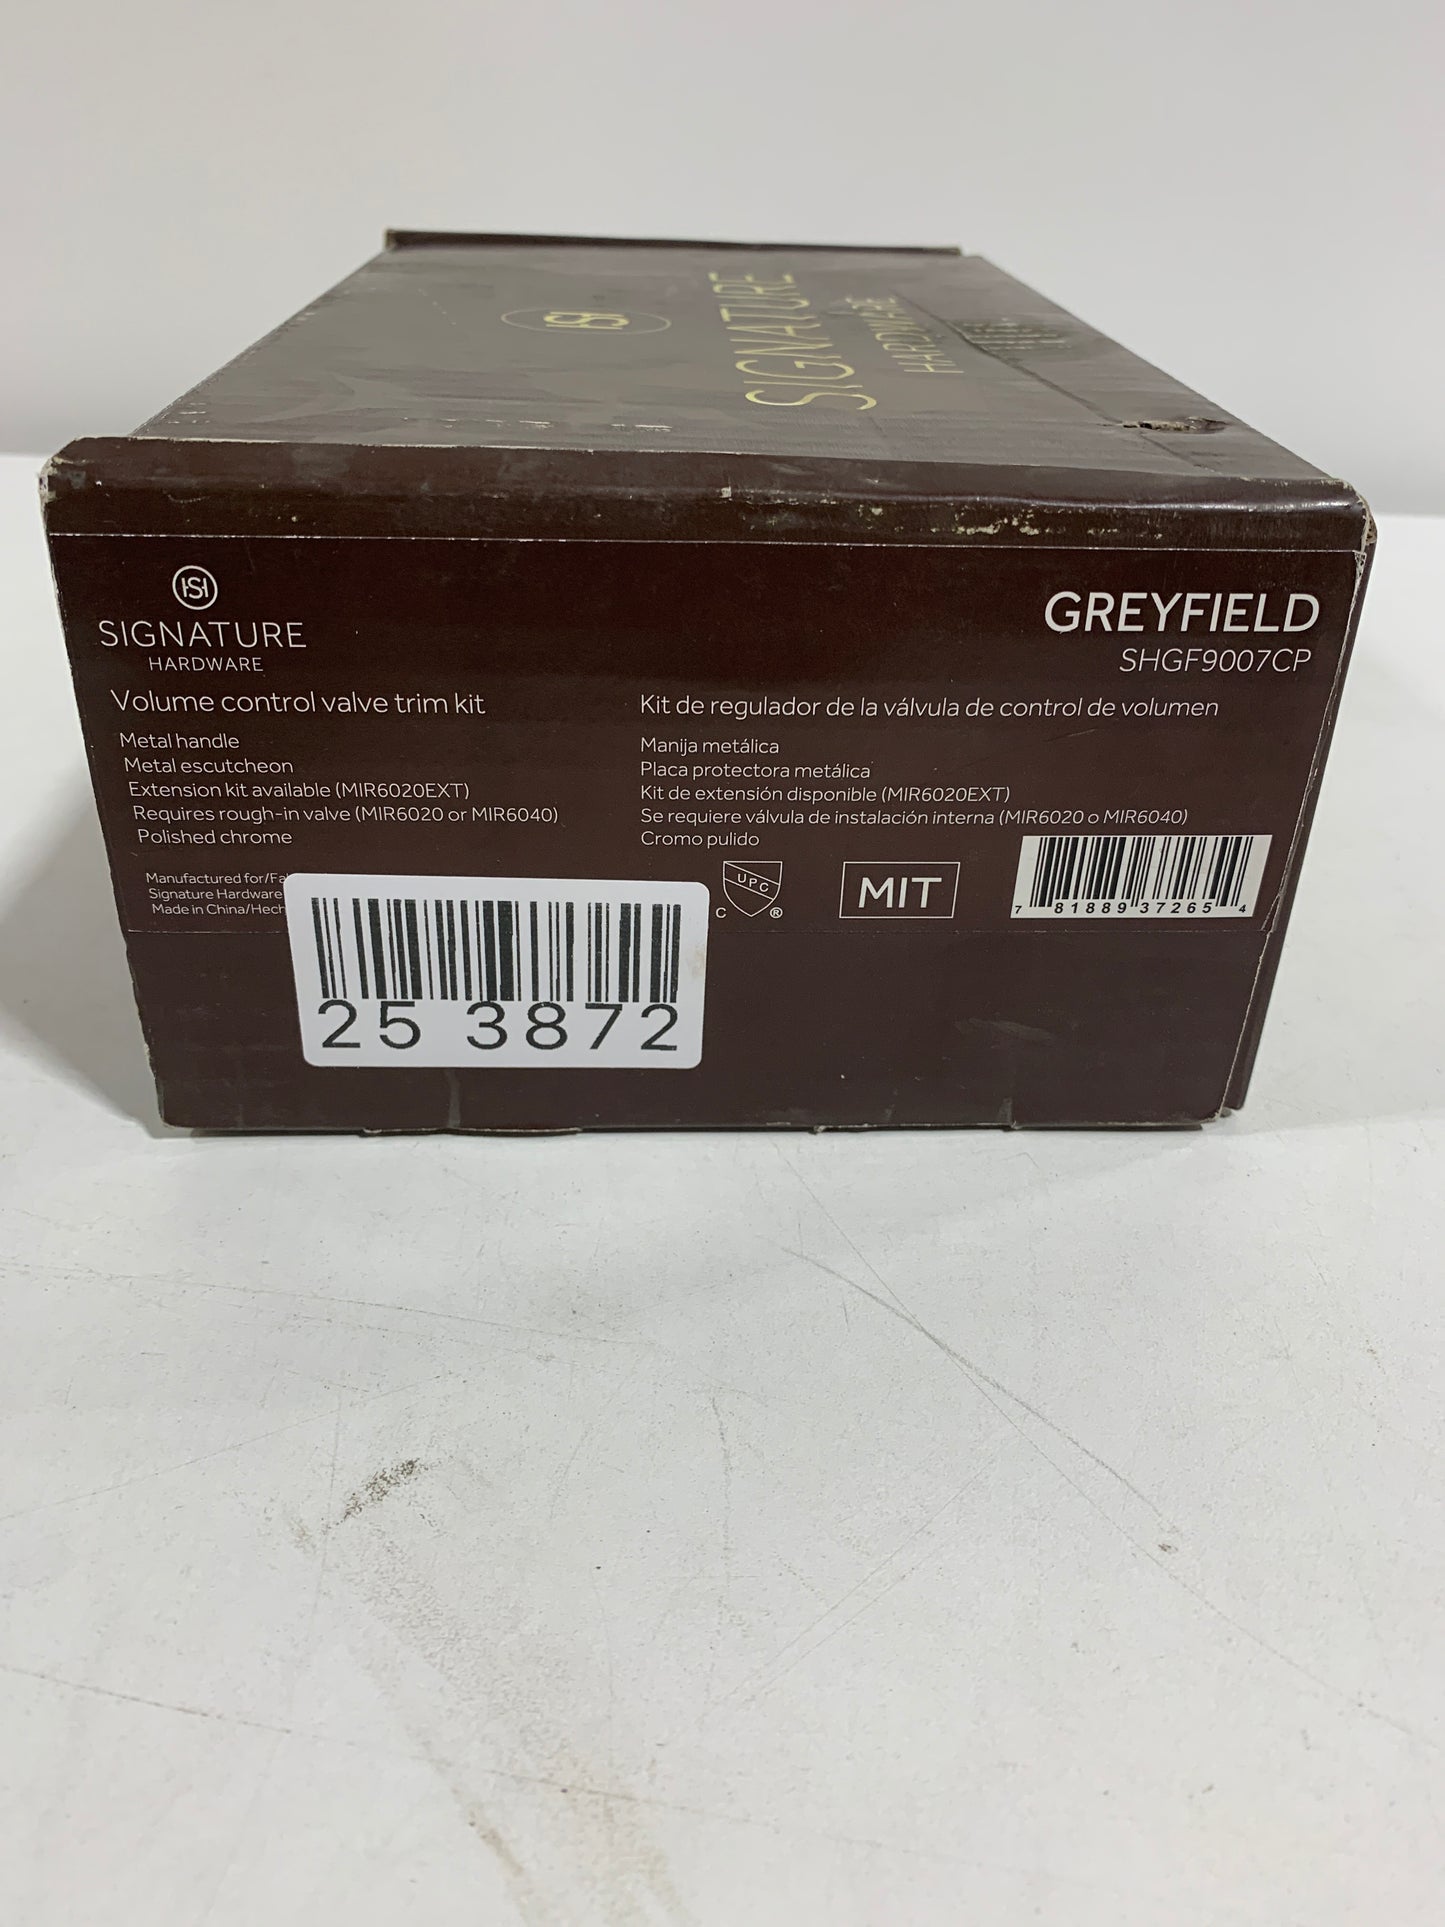 SIGNATURE
HARDWARE
SIGNATURE
HARDWARE
GREYFIELD
SHGF9007CP
Volume control valve trim kit
Metal handle
Metal escutcheon
Extension kit available (MIR6020EXT)
Requires rough-in valve (MIR6020 or MIR6040)
Polished chrome
Kit de regulador de la válvula de control de volumen
Manija metálica
Placa protectora metálica
Kit de extensión disponible (MIR6020EXT)
Se requiere válvula de instalación interna (MIR6020 o MIR6040)
Cromo pulido
Manufactured for/
Signature Hardware
Made in China/
UPC
C ®
MIT
7 81889 37265 4
25 3872